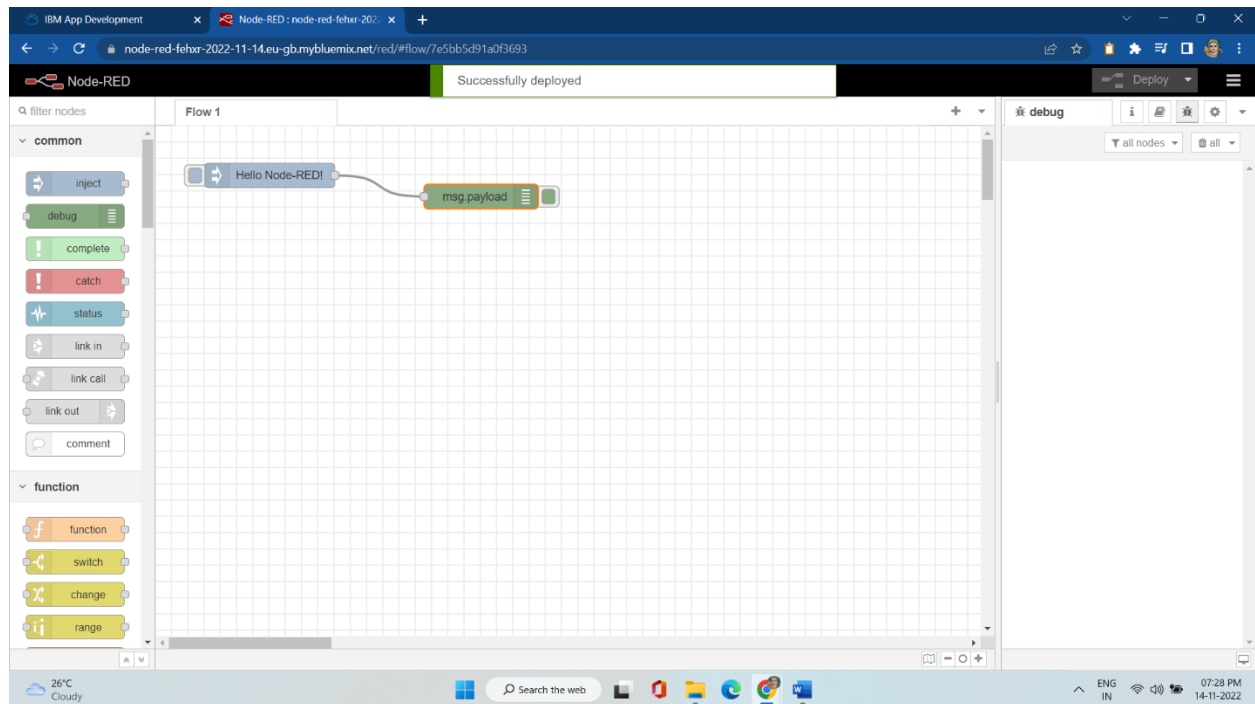 IBM App Development
Node-RED : node-red-fehxr-202
node-red-fehxr-2022-11-14.eu-gb.mybluemix.net/red/#flow/7e5bb5d91a0f3693
Node-RED
Successfully deployed
Deploy
filter nodes
Flow 1
debug
i
common
all nodes
all
inject
Hello Node-RED!
msg.payload
debug
complete
catch
status
link in
link call
link out
comment
function
f
function
switch
change
range
26°C
Cloudy
Search the web
ENG
IN
07:28 PM
14-11-2022